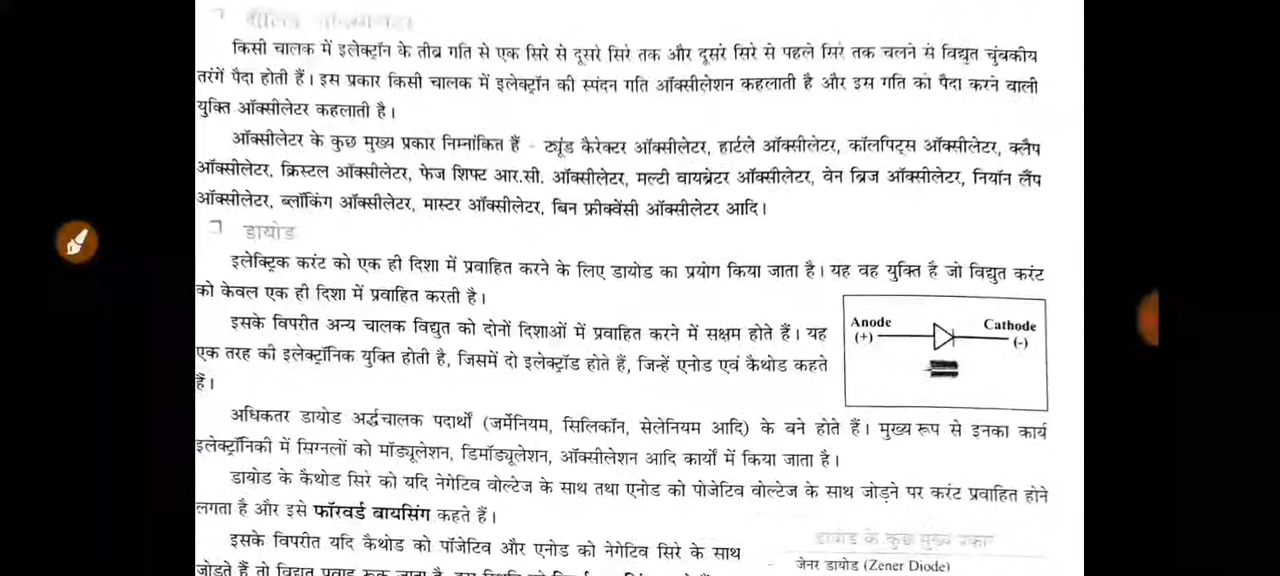 किसी चालक में इलेक्ट्रॉन के तीव्र गति से एक सिरे से दूसरे सिरे तक और दूसरे सिरे से पहले सिरे तक चलने से विद्युत चुंबकीय
तरंगें पैदा होती हैं। इस प्रकार किसी चालक में इलेक्ट्रॉन की स्पंदन गति ऑक्सीलेशन कहलाती है और इस गति को पैदा करने वाली
युक्ति ऑक्सीलेटर कहलाती है।
ऑक्सीलेटर के कुछ मुख्य प्रकार निम्नांकित हैं - ट्यूंड कैरेक्टर ऑक्सीलेटर, हार्टले ऑक्सीलेटर, कॉलपिट्स ऑक्सीलेटर, क्लैप
ऑक्सीलेटर, क्रिस्टल ऑक्सीलेटर, फेज शिफ्ट आर.सी. ऑक्सीलेटर, मल्टी वायब्रेटर ऑक्सीलेटर, वेन ब्रिज ऑक्सीलेटर, नियॉन लैंप
ऑक्सीलेटर, ब्लॉकिंग ऑक्सीलेटर, मास्टर ऑक्सीलेटर, बिन फ्रीक्वेंसी ऑक्सीलेटर आदि।
डायोड
इलेक्ट्रिक करंट को एक ही दिशा में प्रवाहित करने के लिए डायोड का प्रयोग किया जाता है। यह वह युक्ति है जो विद्युत करंट
को केवल एक ही दिशा में प्रवाहित करती है।
इसके विपरीत अन्य चालक विद्युत को दोनों दिशाओं में प्रवाहित करने में सक्षम होते हैं। यह
एक तरह की इलेक्ट्रॉनिक युक्ति होती है, जिसमें दो इलेक्ट्रॉड होते हैं, जिन्हें एनोड एवं कैथोड कहते
हैं।
Anode Cathode
(+) (-)
अधिकतर डायोड अर्द्धचालक पदार्थों (जर्मेनियम, सिलिकॉन, सेलेनियम आदि) के बने होते हैं। मुख्य रूप से इनका कार्य
इलेक्ट्रॉनिकी में सिग्नलों को मॉड्यूलेशन, डिमॉड्यूलेशन, ऑक्सीलेशन आदि कार्यों में किया जाता है।
डायोड के कैथोड सिरे को यदि नेगेटिव वोल्टेज के साथ तथा एनोड को पोजेटिव वोल्टेज के साथ जोड़ने पर करंट प्रवाहित होने
लगता है और इसे फॉरवर्ड बायसिंग कहते हैं।
इसके विपरीत यदि कैथोड को पॉजेटिव और एनोड को नेगेटिव सिरे के साथ
जोड़ते हैं तो विद्युत प्रवाह रुक जाता है
डायोड के कुछ मुख्य प्रकार
जेनर डायोड (Zener Diode)